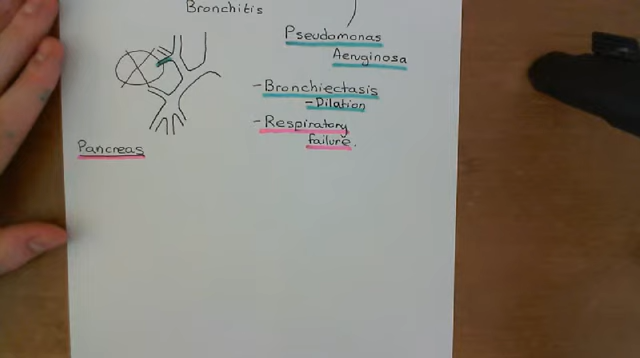 Bronchitis
Pseudomonas
Aeruginosa
- Bronchiectasis
- Dilation
- Respiratory
failure.
Pancreas